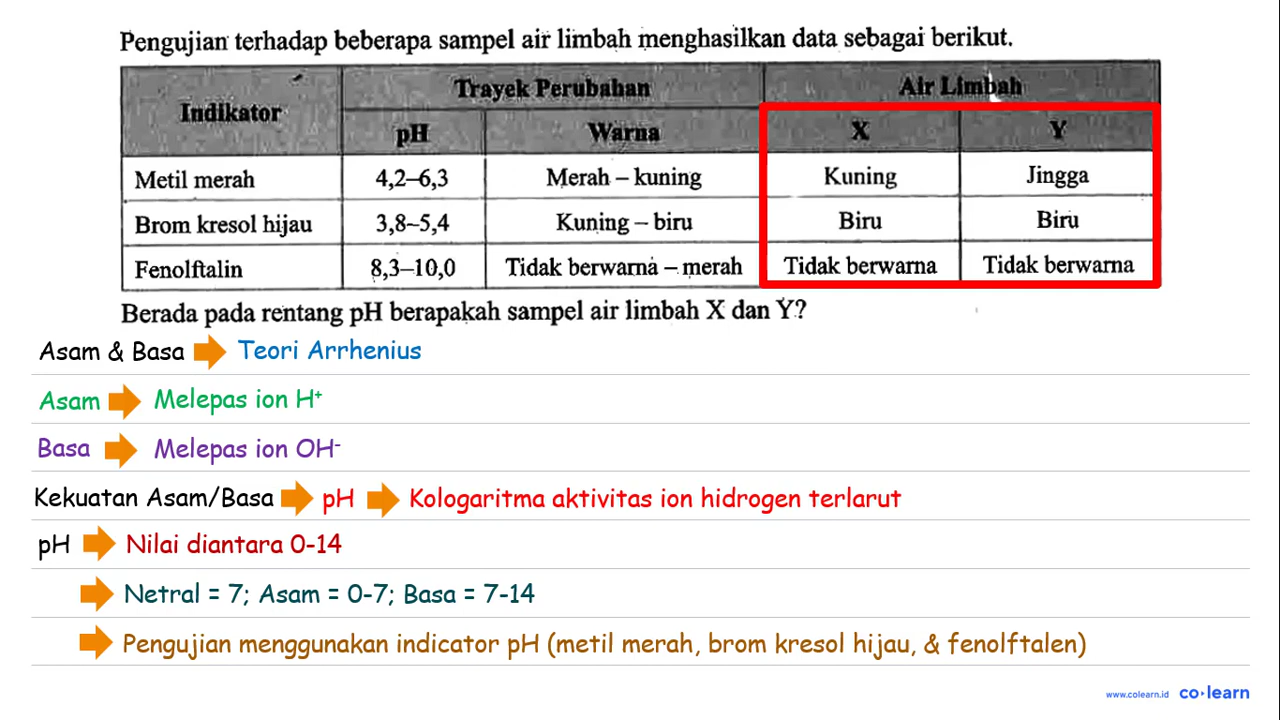 Pengujian terhadap beberapa sampel air limbah menghasilkan data sebagai berikut.
Indikator Trayek Perubahan Air Limbah
pH Warna X Y
Metil merah 4,2–6,3 Merah – kuning Kuning Jingga
Brom kresol hijau 3,8–5,4 Kuning – biru Biru Biru
Fenolftalin 8,3–10,0 Tidak berwarna – merah Tidak berwarna Tidak berwarna
Berada pada rentang pH berapakah sampel air limbah X dan Y?
Asam & Basa Teori Arrhenius
Asam Melepas ion H⁺
Basa Melepas ion OH⁻
Kekuatan Asam/Basa pH Kologaritma aktivitas ion hidrogen terlarut
pH Nilai diantara 0-14
Netral = 7; Asam = 0-7; Basa = 7-14
Pengujian menggunakan indicator pH (metil merah, brom kresol hijau, & fenolftalen)
www.colearn.id co·learn